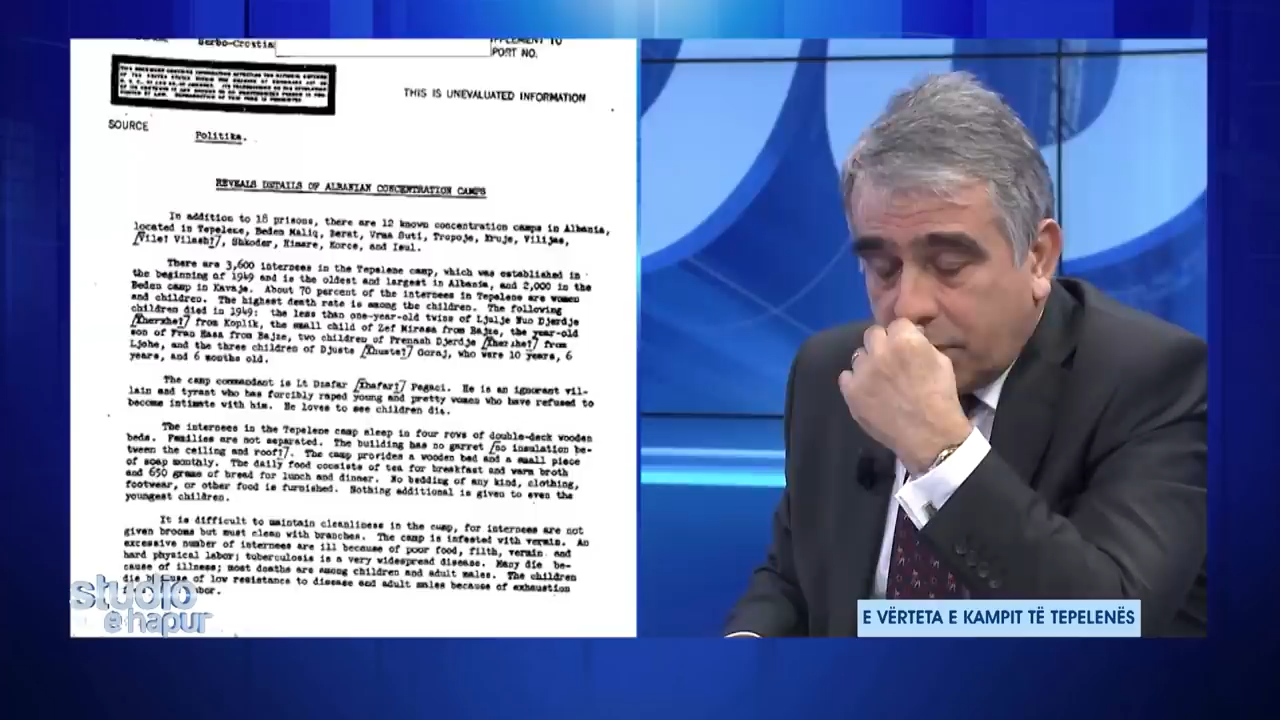 Serbo-Croatia
PPLEMENT TO
PORT NO.
THIS IS UNEVALUATED INFORMATION
SOURCE
Politika.
REVEALS DETAILS OF ALBANIAN CONCENTRATION CAMPS
In addition to 18 prisons, there are 12 known concentration camps in Albania,
located in Tepelene, Beden Maliq, Berat, Vrma Suti, Tropoje, Kruje, Vilijas,
Vilashi?, Shkoder, Himare, Korce, and Isul.
There are 3,600 internees in the Tepelene camp, which was established in
the beginning of 1949 and is the oldest and largest in Albania, and 2,000 in the
Beden camp in Kavaje. About 70 percent of the internees in Tepelene are women
and children. The highest death rate is among the children. The following
children died in 1949: the less than one-year-old twins of Ljulje Nuo Djerdje
from Koplik, the small child of Zef Mirasa from Bajze, the year-old
son of Fran Hasa from Bajze, two children of Prennah Djerdje from
Ljohe, and the three children of Djuste Goraj, who were 10 years, 6
years, and 6 months old.
The camp commandant is Lt Dzafar Pegaci. He is an ignorant vil-
lain and tyrant who has forcibly raped young and pretty women who have refused to
become intimate with him. He loves to see children die.
The internees in the Tepelene camp sleep in four rows of double-deck wooden
beds. Families are not separated. The building has no garret /no insulation be-
tween the ceiling and roof?/. The camp provides a wooden bed and a small piece
of soap monthly. The daily food consists of tea for breakfast and warm broth
and 650 grams of bread for lunch and dinner. No bedding of any kind, clothing,
footwear, or other food is furnished. Nothing additional is given to even the
youngest children.
It is difficult to maintain cleanliness in the camp, for internees are not
given brooms but must clean with branches. The camp is infested with vermin. An
excessive number of internees are ill because of poor food, filth, vermin and
hard physical labor; tuberculosis is a very widespread disease. Many die be-
cause of illness; most deaths are among children and adult males. The children
die because of low resistance to disease and adult males because of exhaustion
labor.
studio
e hapur
E VËRTETA E KAMPIT TË TEPELENËS